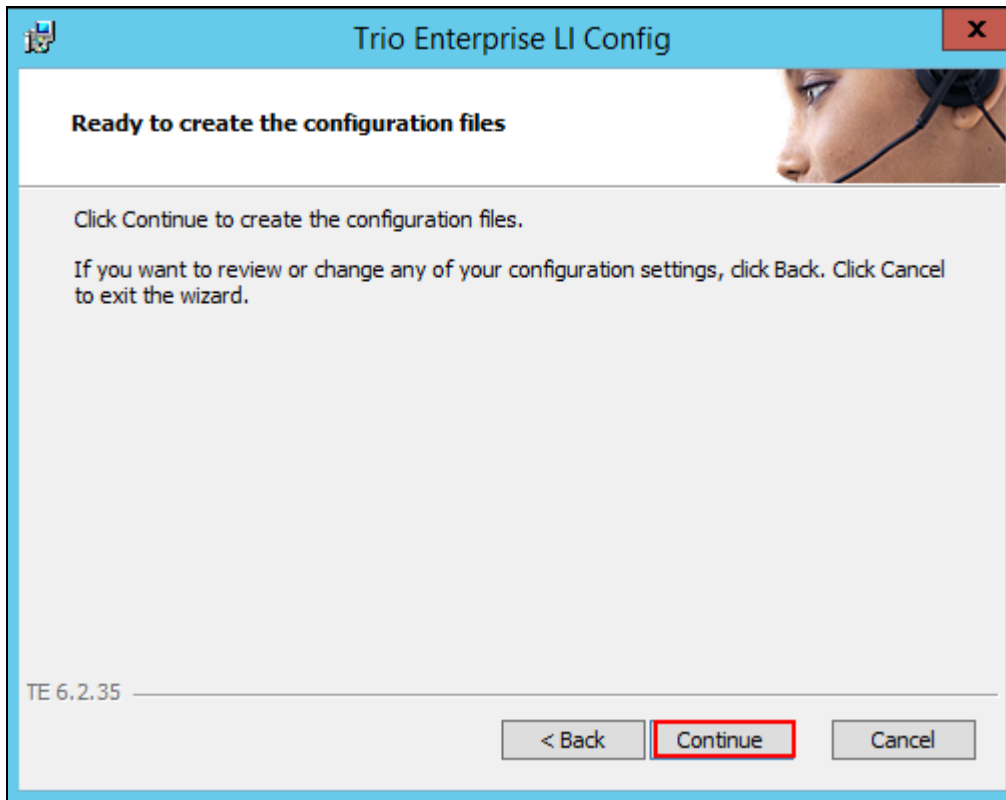 Trio Enterprise LI Config
x
Ready to create the configuration files
Click Continue to create the configuration files.
If you want to review or change any of your configuration settings, click Back. Click Cancel
to exit the wizard.
TE 6.2.35
< Back
Continue
Cancel